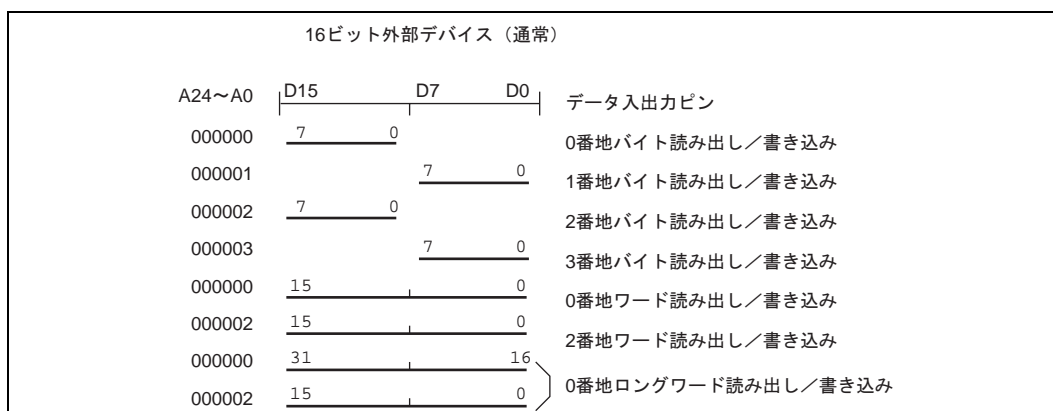 16ビット外部デバイス（通常）
A24～A0 D15 D7 D0 データ入出力ピン
000000 7 0 0番地バイト読み出し／書き込み
000001 7 0 1番地バイト読み出し／書き込み
000002 7 0 2番地バイト読み出し／書き込み
000003 7 0 3番地バイト読み出し／書き込み
000000 15 0 0番地ワード読み出し／書き込み
000002 15 0 2番地ワード読み出し／書き込み
000000 31 16
0番地ロングワード読み出し／書き込み
000002 15 0